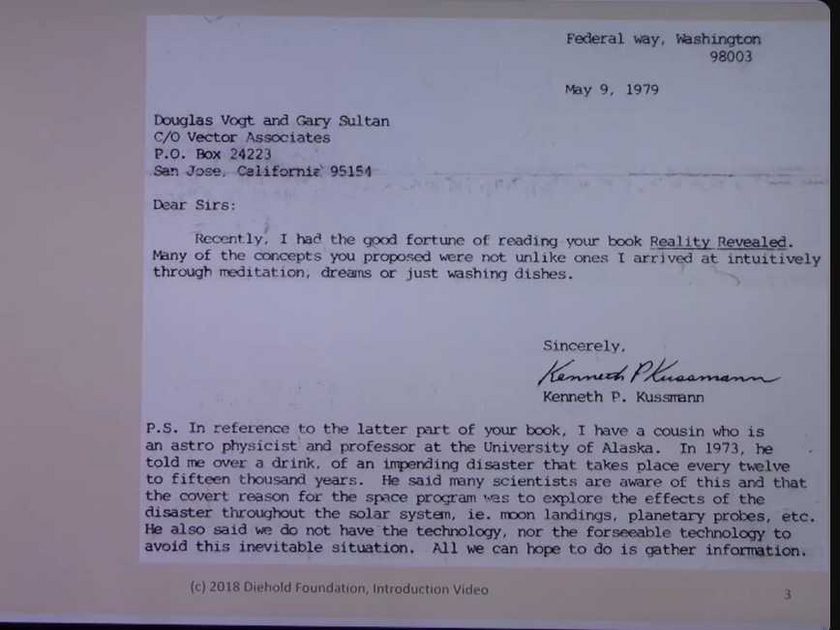 Federal way, Washington
98003
May 9, 1979
Douglas Vogt and Gary Sultan
C/O Vector Associates
P.O. Box 24223
San Jose, California 95154
Dear Sirs:
Recently, I had the good fortune of reading your book Reality Revealed.
Many of the concepts you proposed were not unlike ones I arrived at intuitively
through meditation, dreams or just washing dishes.
Sincerely,
Kenneth P Kussmann
Kenneth P. Kussmann
P.S. In reference to the latter part of your book, I have a cousin who is
an astro physicist and professor at the University of Alaska. In 1973, he
told me over a drink, of an impending disaster that takes place every twelve
to fifteen thousand years. He said many scientists are aware of this and that
the covert reason for the space program was to explore the effects of the
disaster throughout the solar system, ie. moon landings, planetary probes, etc.
He also said we do not have the technology, nor the forseeable technology to
avoid this inevitable situation. All we can hope to do is gather information.
(c) 2018 Diehold Foundation, Introduction Video
3